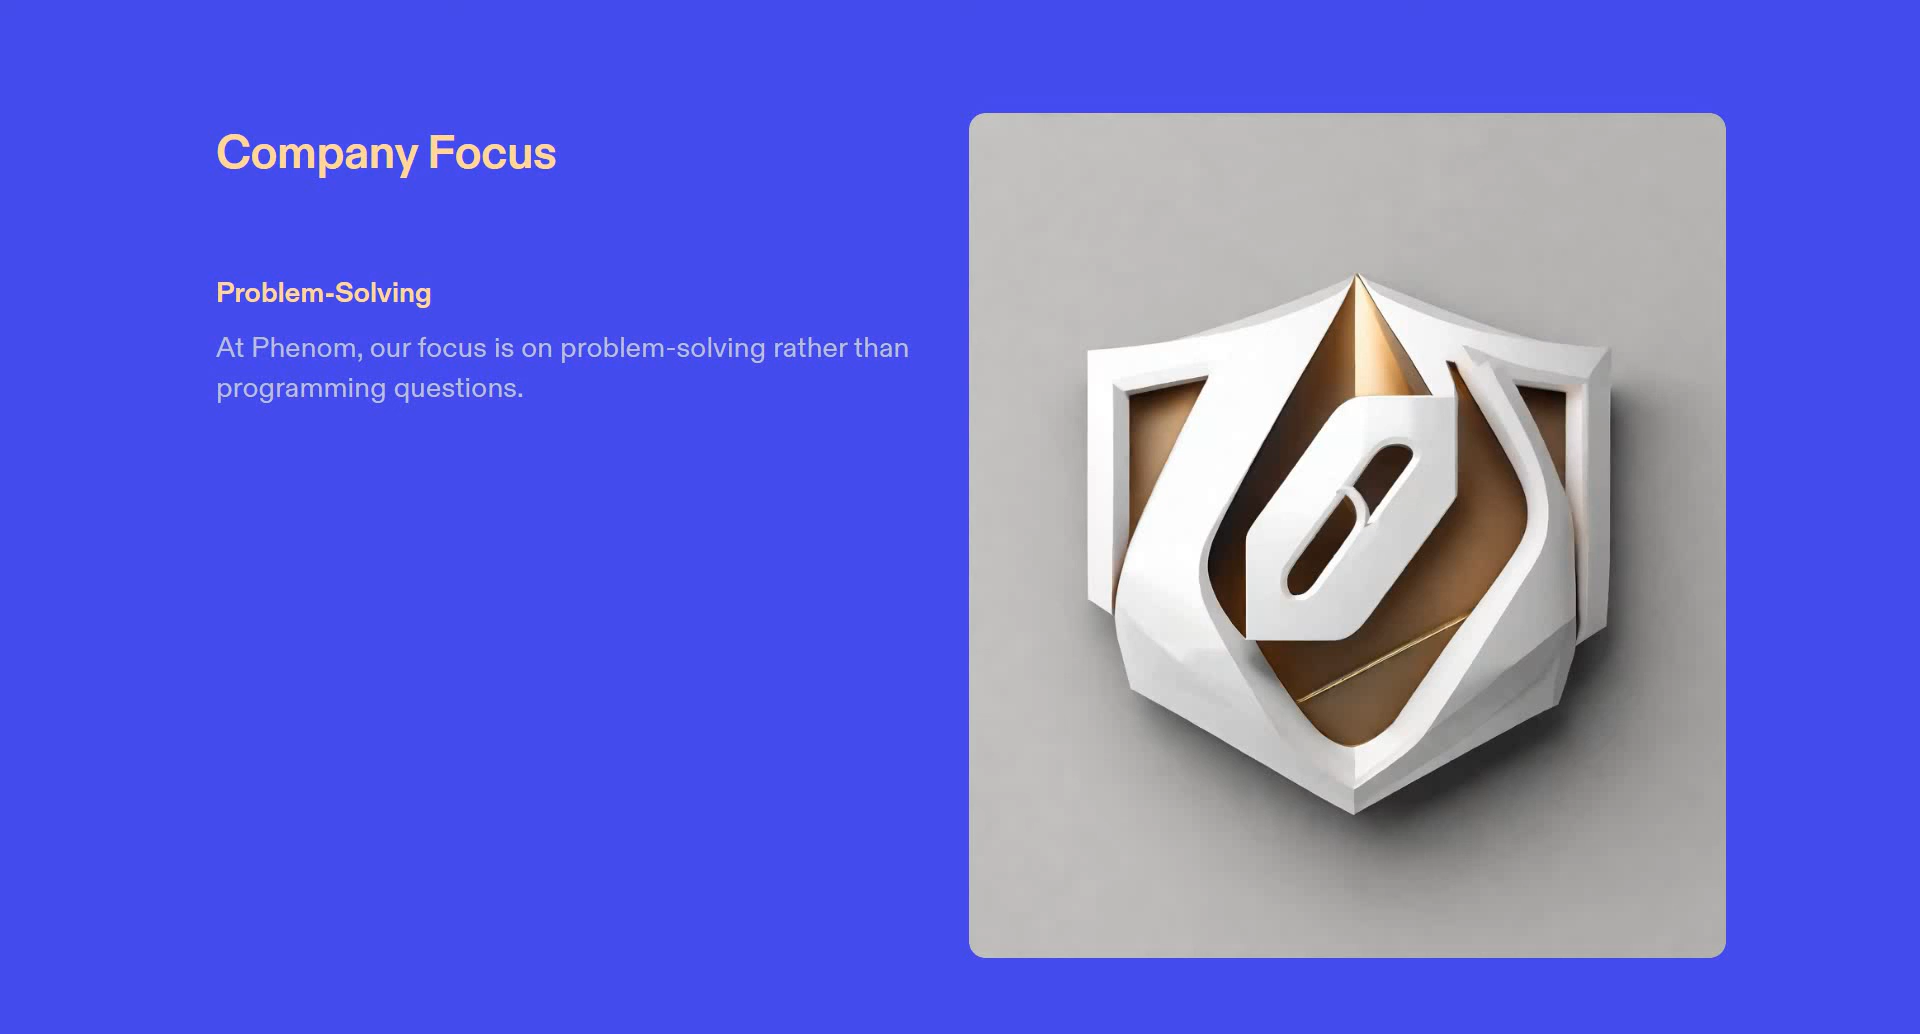 Company Focus
Problem-Solving
At Phenom, our focus is on problem-solving rather than
programming questions.